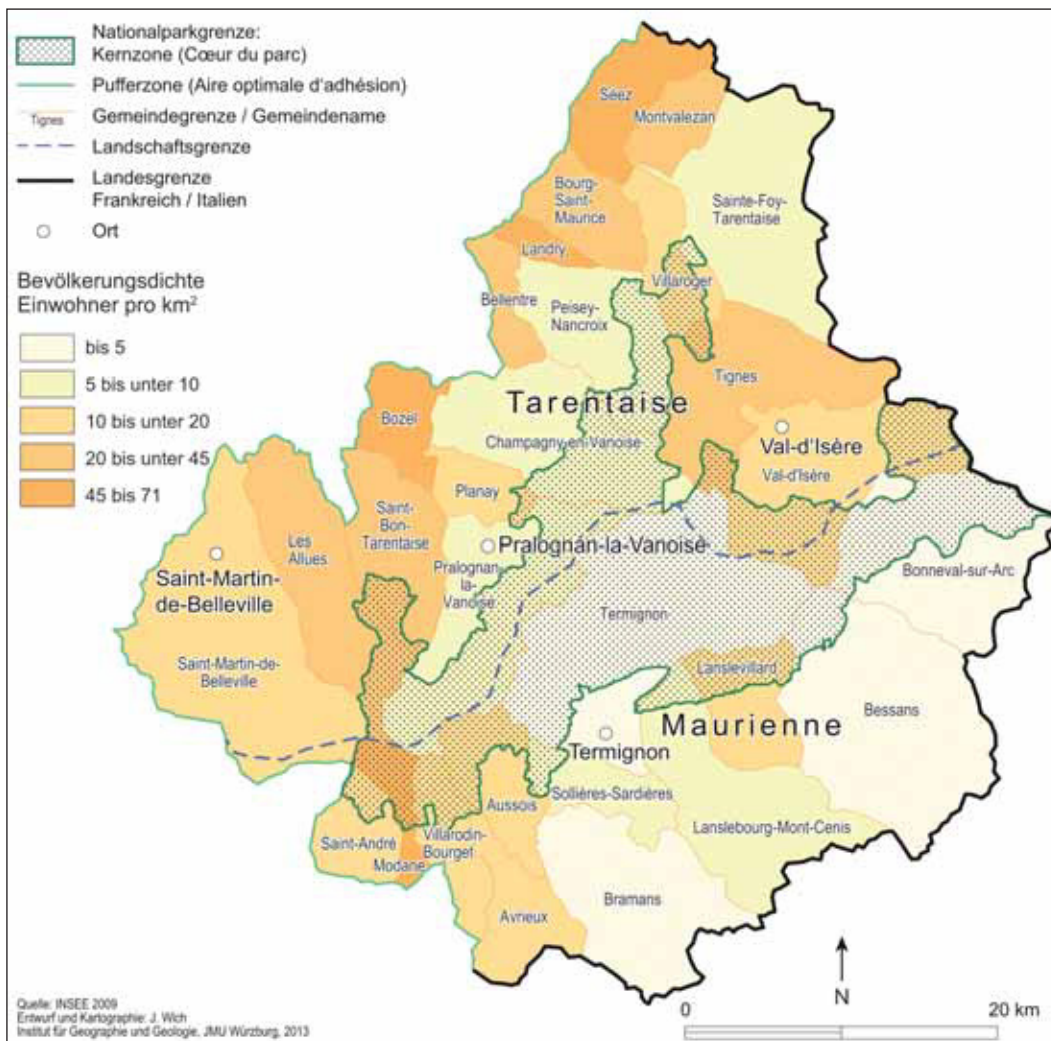 Nationalparkgrenze:
Kernzone (Cœur du parc)
Pufferzone (Aire optimale d'adhésion)
Tignes
Gemeindegrenze / Gemeindename
Landschaftsgrenze
Landesgrenze
Frankreich / Italien
Ort
Bevölkerungsdichte
Einwohner pro km²
bis 5
5 bis unter 10
10 bis unter 20
20 bis unter 45
45 bis 71
Séez
Montvalezan
Bourg-
Saint-
Maurice
Sainte-Foy-
Tarentaise
Landry
Villaroger
Bellentre
Peisey-
Nancroix
Tignes
Tarentaise
Bozel
Champagny-en-Vanoise
Val-d'Isère
Val-d'Isère
Planay
Saint-
Bon-
Tarentaise
Les
Allues
Pralognan-la-Vanoise
Pralognan-
la-
Vanoise
Saint-Martin-
de-Belleville
Bonneval-sur-Arc
Termignon
Saint-Martin-de-
Belleville
Lanslevillard
Bessans
Maurienne
Termignon
Sollières-Sardières
Aussois
Lanslebourg-Mont-Cenis
Saint-André
Villarodin-
Bourget
Modane
Bramans
Avrieux
N
0
20 km
Quelle: INSEE 2009
Entwurf und Kartographie: J. Wich
Institut für Geographie und Geologie, JMU Würzburg, 2013